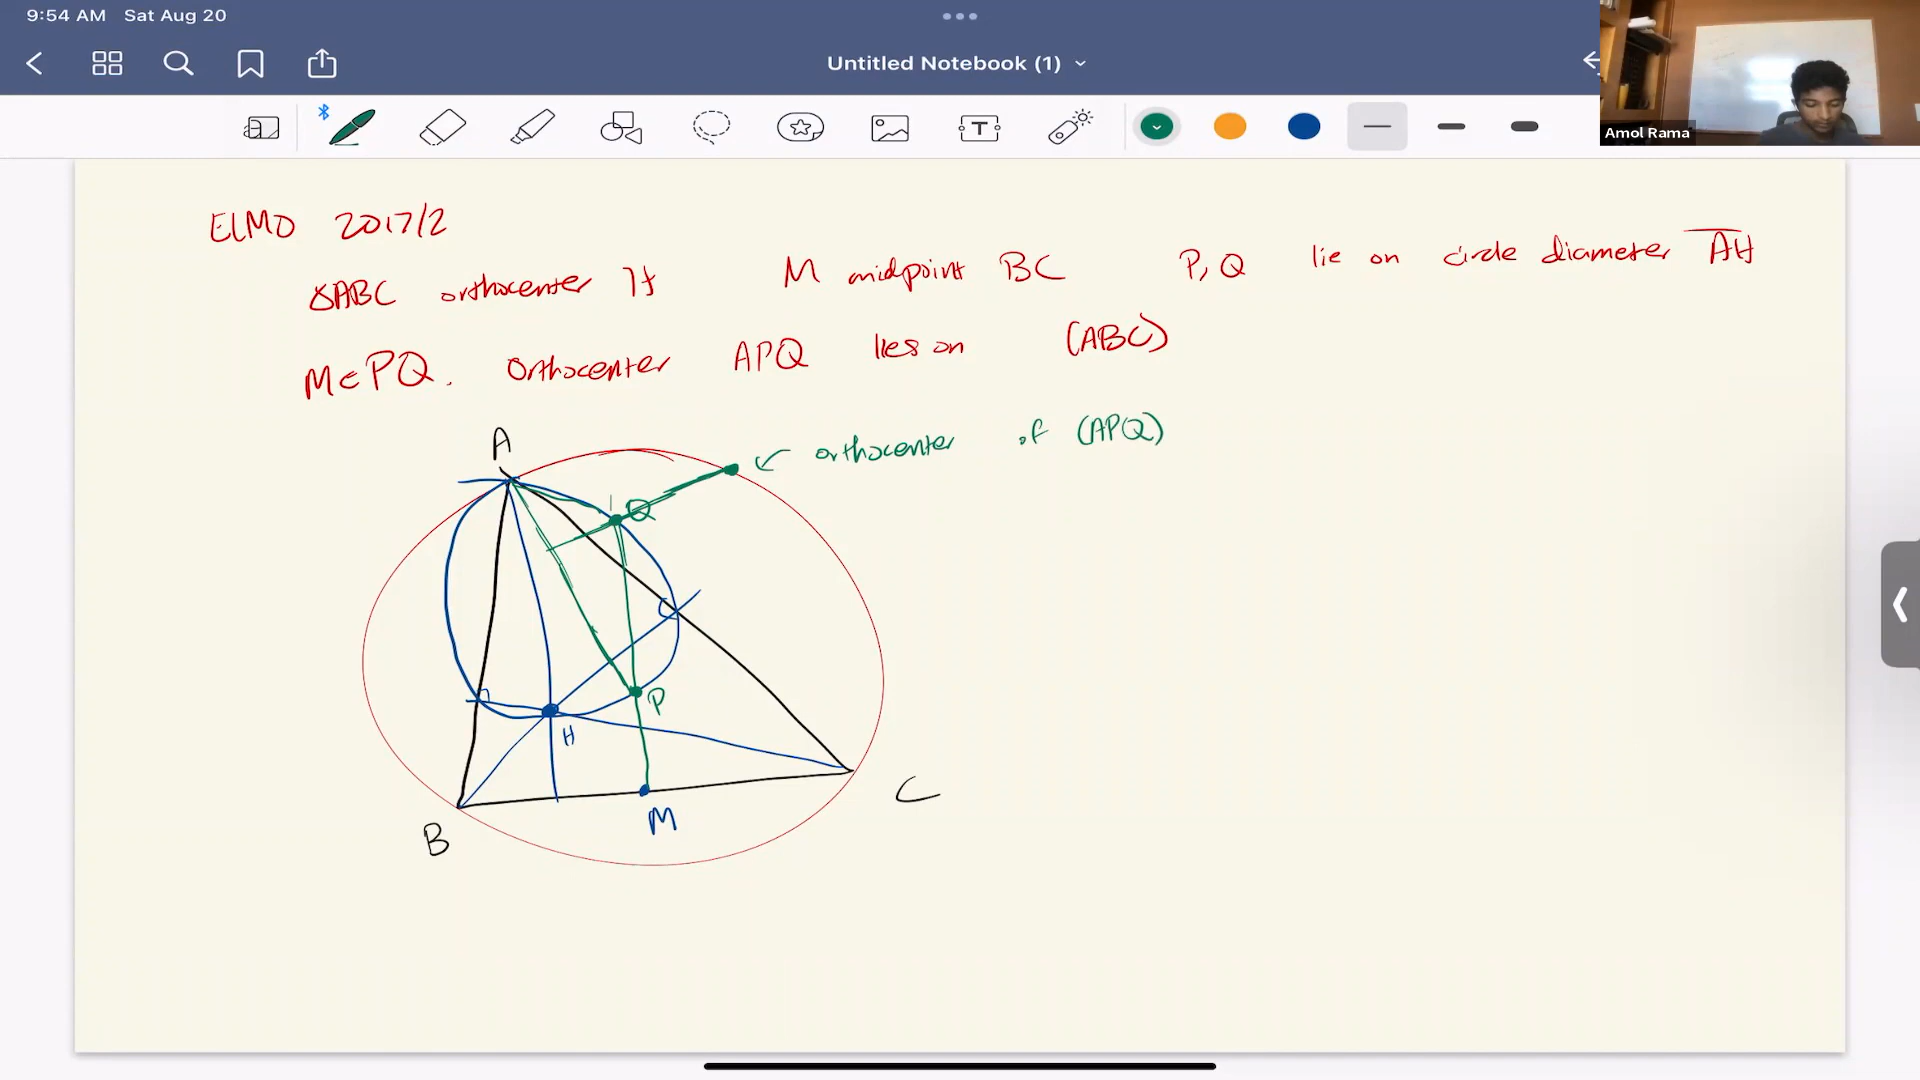 9:54 AM Sat Aug 20
Untitled Notebook (1)
Amol Rama
ELMO 2017/2
△ABC orthocenter H M midpoint BC P, Q lie on circle diameter AH
M∈PQ. Orthocenter APQ lies on (ABC)
orthocenter of (APQ)
A
Q
P
H
M
B
C